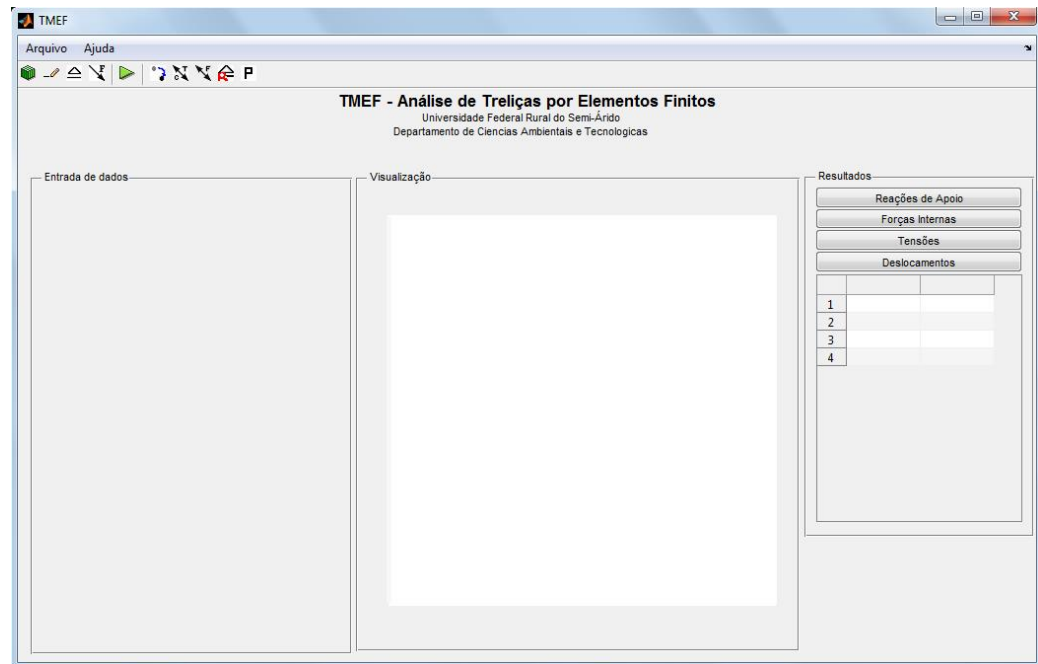 TMEF
Arquivo Ajuda
F T F P
TMEF - Análise de Treliças por Elementos Finitos
Universidade Federal Rural do Semi-Árido
Departamento de Ciencias Ambientais e Tecnologicas
Entrada de dados
Visualização
Resultados
Reações de Apoio
Forças Internas
Tensões
Deslocamentos
1
2
3
4